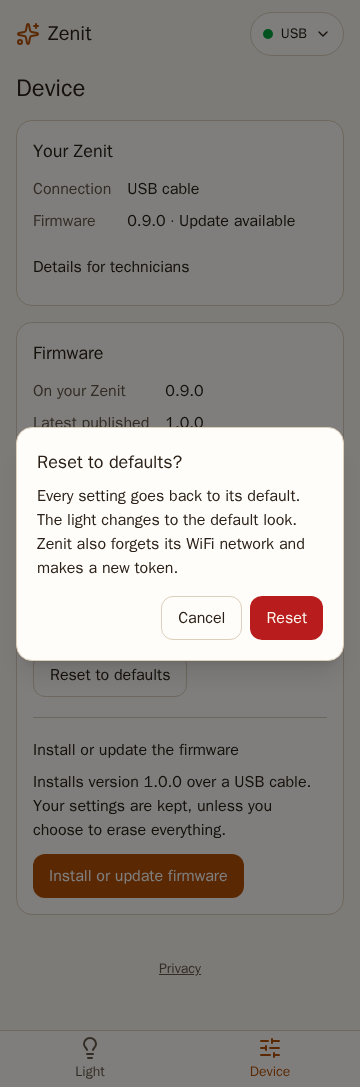 Zenit
USB
Device
Your Zenit
Connection USB cable
Firmware 0.9.0 · Update available
Details for technicians
Firmware
On your Zenit 0.9.0
Latest published 1.0.0
Reset to defaults?
Every setting goes back to its default.
The light changes to the default look.
Zenit also forgets its WiFi network and
makes a new token.
Cancel Reset
Reset to defaults
Install or update the firmware
Installs version 1.0.0 over a USB cable.
Your settings are kept, unless you
choose to erase everything.
Install or update firmware
Privacy
Light Device